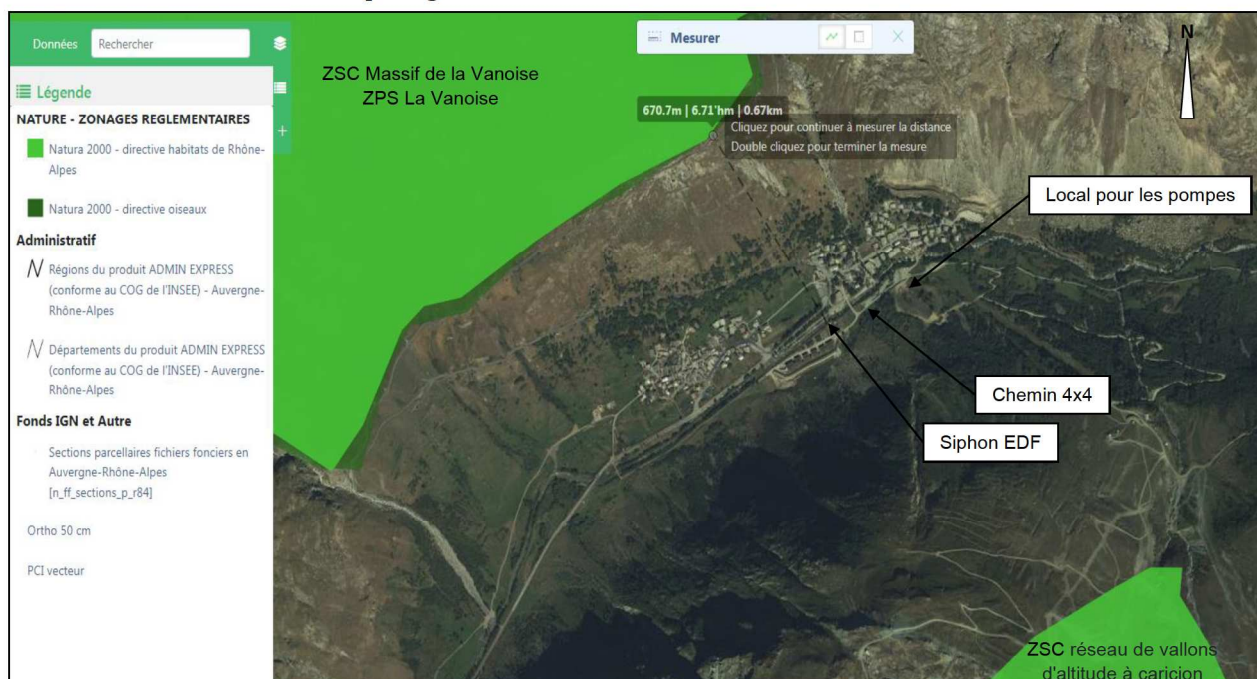 Données
Rechercher
Légende
NATURE - ZONAGES REGLEMENTAIRES
Natura 2000 - directive habitats de Rhône-
Alpes
Natura 2000 - directive oiseaux
Administratif
Régions du produit ADMIN EXPRESS
(conforme au COG de l'INSEE) - Auvergne-
Rhône-Alpes
Départements du produit ADMIN EXPRESS
(conforme au COG de l'INSEE) - Auvergne-
Rhône-Alpes
Fonds IGN et Autre
Sections parcellaires fichiers fonciers en
Auvergne-Rhône-Alpes
[n_ff_sections_p_r84]
Ortho 50 cm
PCI vecteur
ZSC Massif de la Vanoise
ZPS La Vanoise
Mesurer
N
670.7m | 6.71'hm | 0.67km
Cliquez pour continuer à mesurer la distance
Double cliquez pour terminer la mesure
Local pour les pompes
Chemin 4x4
Siphon EDF
ZSC réseau de vallons
d'altitude à caricion